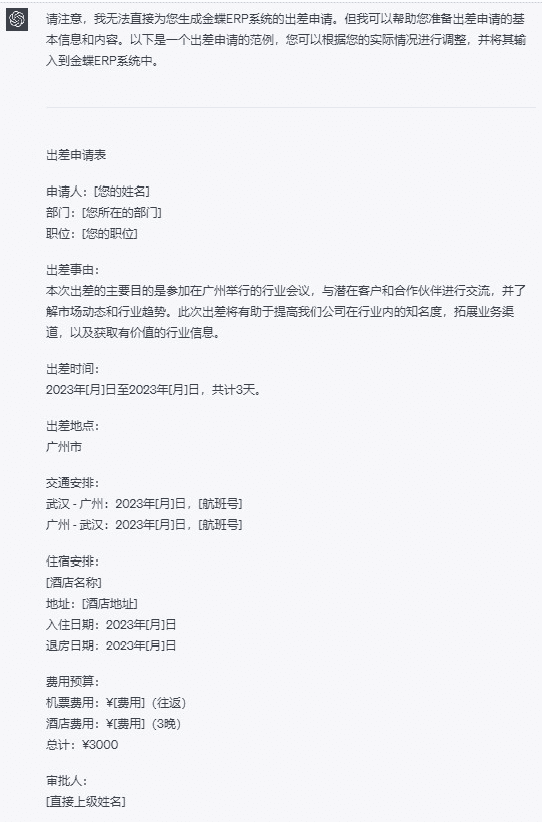 请注意，我无法直接为您生成金蝶ERP系统的出差申请。但我可以帮助您准备出差申请的基
本信息和内容。以下是一个出差申请的范例，您可以根据您的实际情况进行调整，并将其输
入到金蝶ERP系统中。
出差申请表
申请人：[您的姓名]
部门：[您所在的部门]
职位：[您的职位]
出差事由：
本次出差的主要目的是参加在广州举行的行业会议，与潜在客户和合作伙伴进行交流，并了
解市场动态和行业趋势。此次出差将有助于提高我们公司在行业内的知名度，拓展业务渠
道，以及获取有价值的行业信息。
出差时间：
2023年[月]日至2023年[月]日，共计3天。
出差地点：
广州市
交通安排：
武汉 - 广州：2023年[月]日，[航班号]
广州 - 武汉：2023年[月]日，[航班号]
住宿安排：
[酒店名称]
地址：[酒店地址]
入住日期：2023年[月]日
退房日期：2023年[月]日
费用预算：
机票费用：¥[费用]（往返）
酒店费用：¥[费用]（3晚）
总计：¥3000
审批人：
[直接上级姓名]